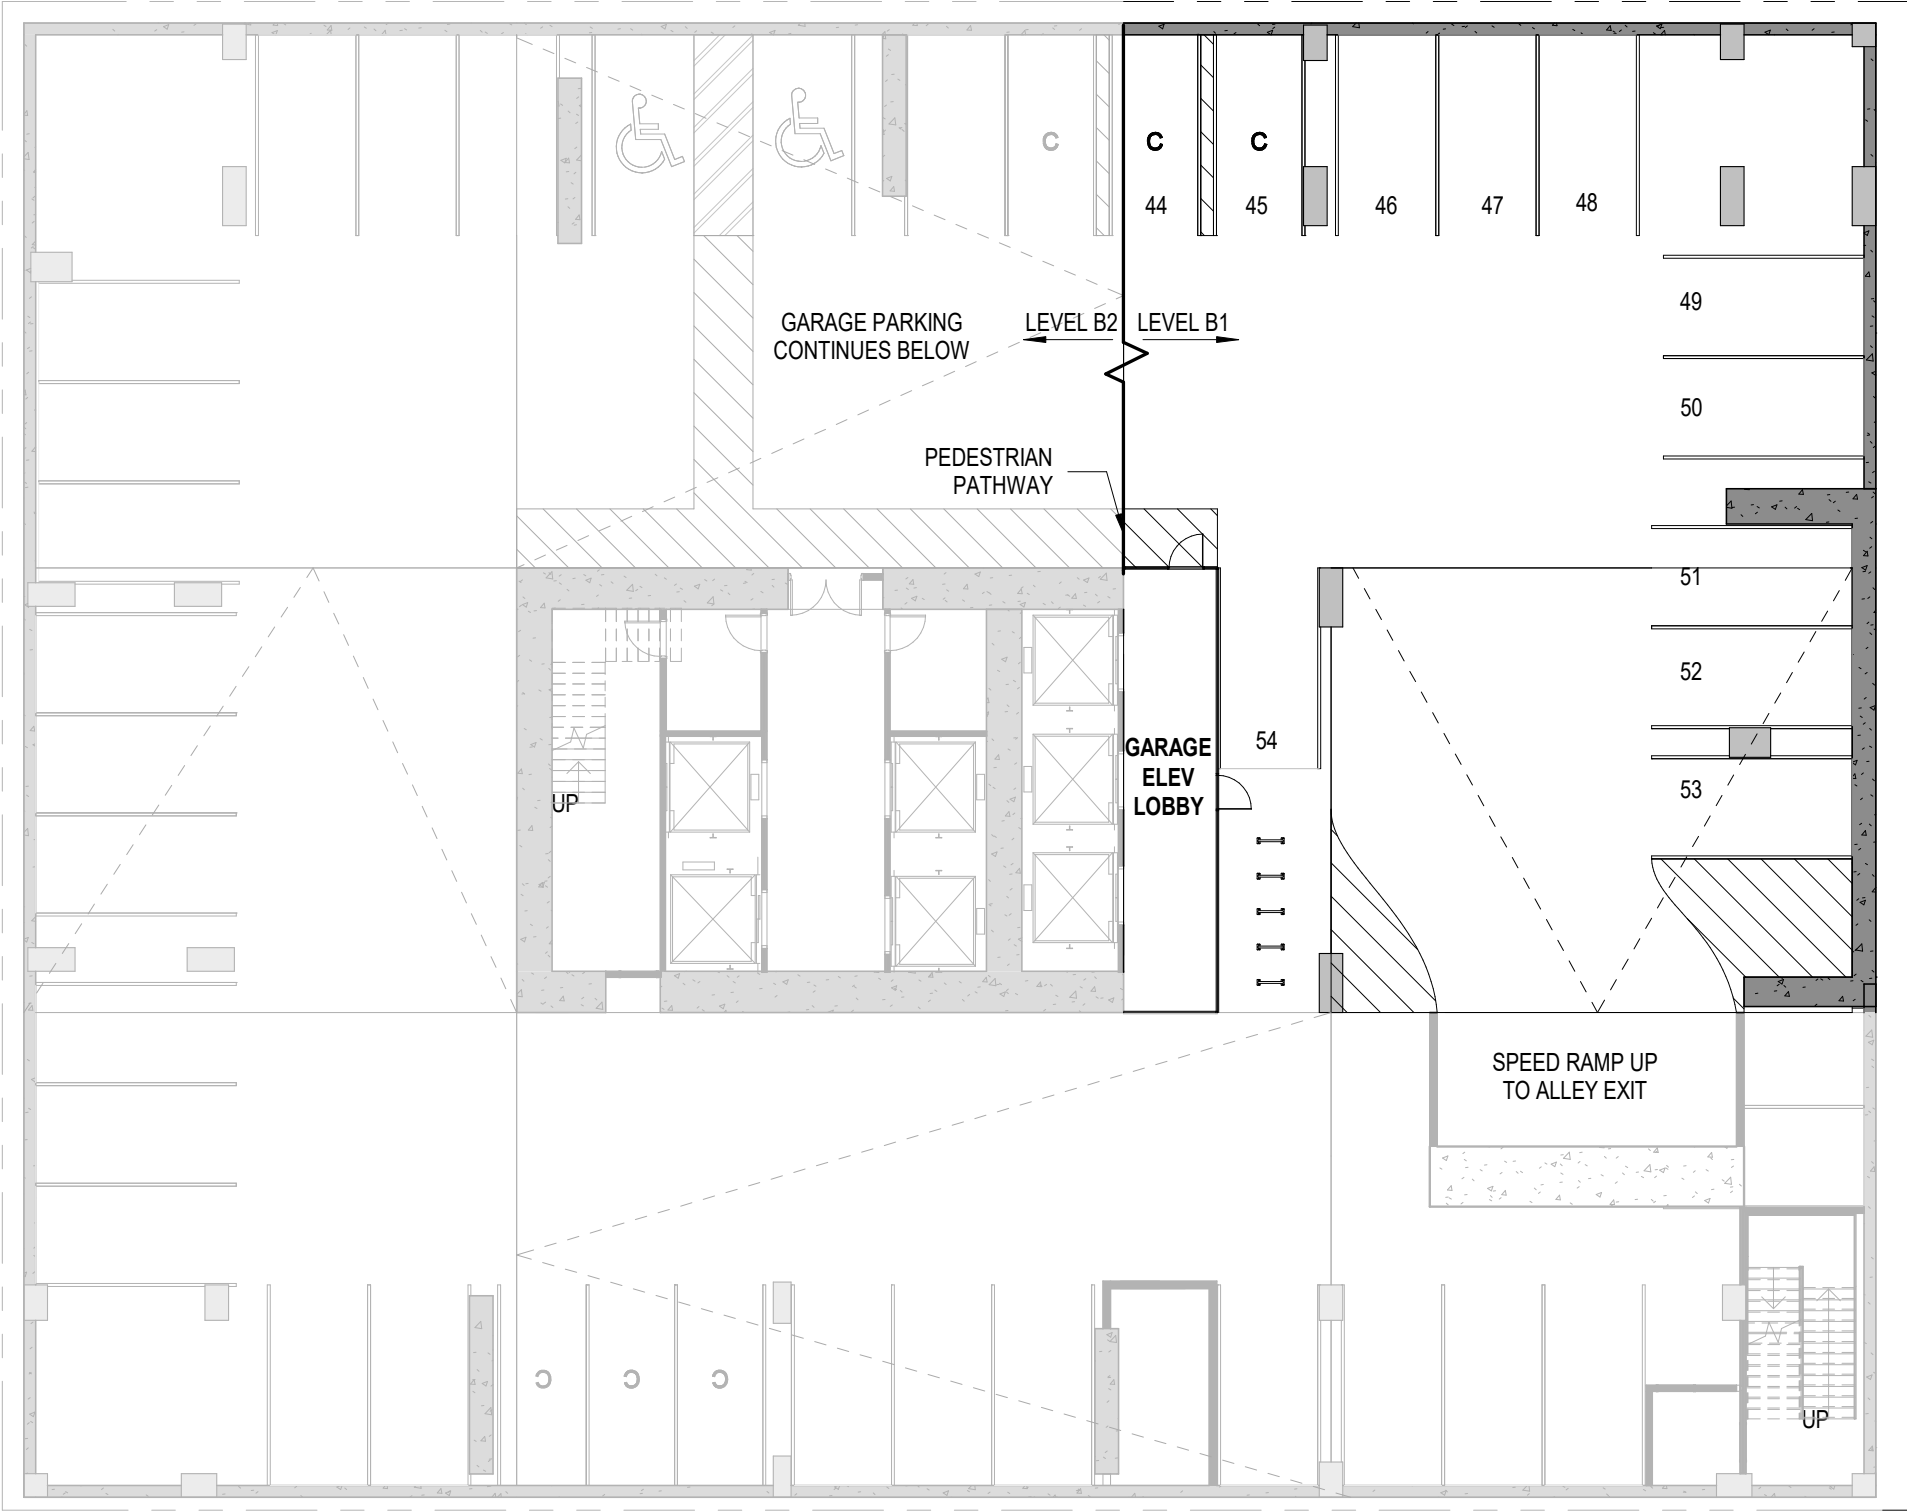 C
C
C
44
45
46
47
48
49
GARAGE PARKING
CONTINUES BELOW
LEVEL B2
LEVEL B1
50
PEDESTRIAN
PATHWAY
51
52
54
GARAGE
ELEV
LOBBY
53
UP
SPEED RAMP UP
TO ALLEY EXIT
C
C
C
UP